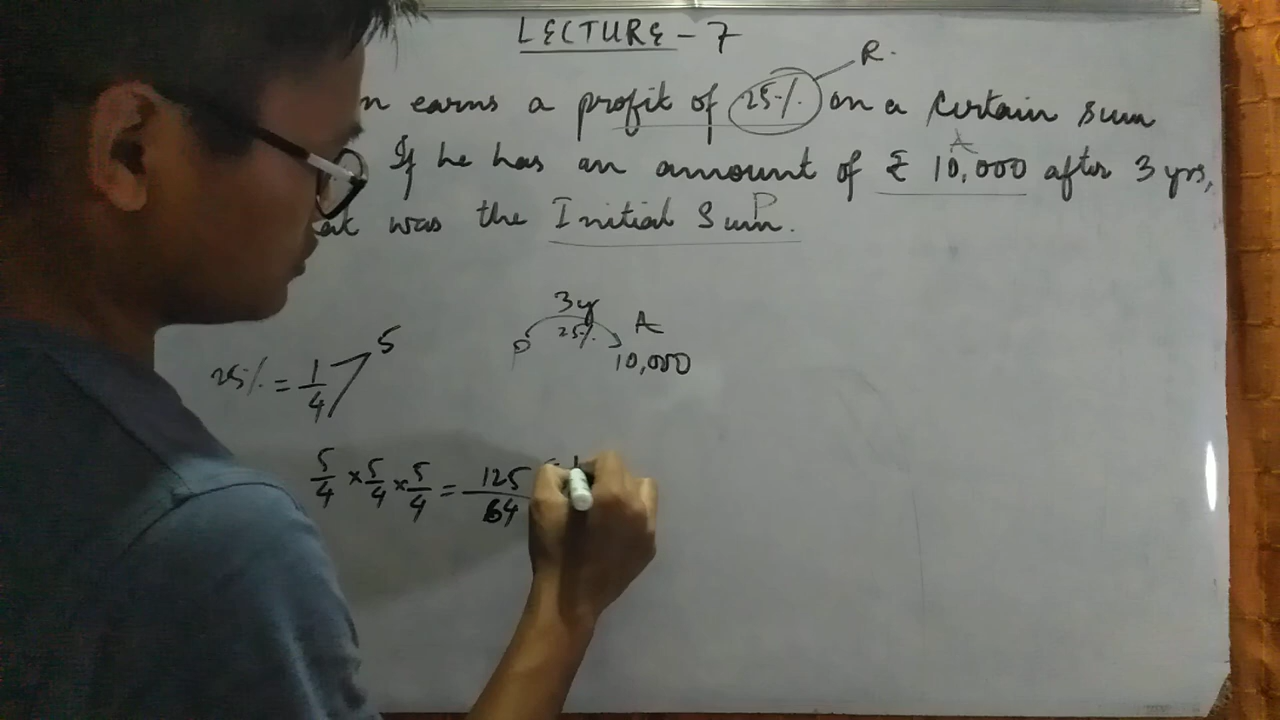 LECTURE - 7
R.
n earns a profit of 25% on a certain sum
A
If he has an amount of ₹ 10,000 after 3 yrs,
P
at was the Initial Sum.
3y
25% = 1/4 5
P 25% A
10,000
5/4 × 5/4 × 5/4 = 125/64